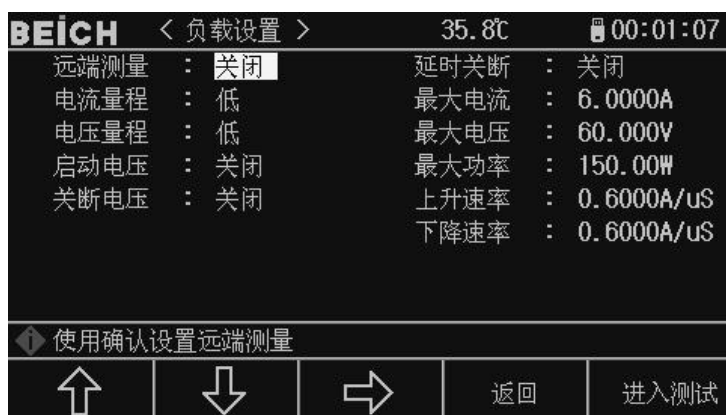 BEICH < 负载设置 > 35.8℃ 00:01:07
远端测量 : 关闭 延时关断 : 关闭
电流量程 : 低 最大电流 : 6.0000A
电压量程 : 低 最大电压 : 60.000V
启动电压 : 关闭 最大功率 : 150.00W
关断电压 : 关闭 上升速率 : 0.6000A/uS
下降速率 : 0.6000A/uS
使用确认设置远端测量
返回 进入测试